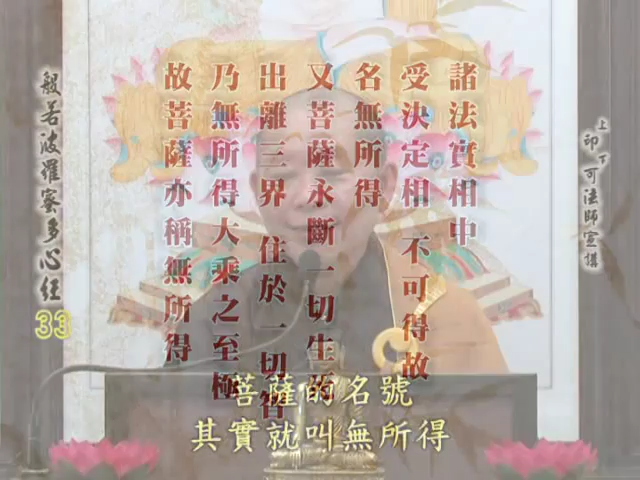 諸法實相中
受決定相 不可得故
名無所得
又菩薩永斷一切生死
出離三界 住於一切智
乃無所得大乘之至極
故菩薩亦稱無所得
上印下可法師宣講
般若波羅蜜多心经
33
菩薩的名號
其實就叫無所得